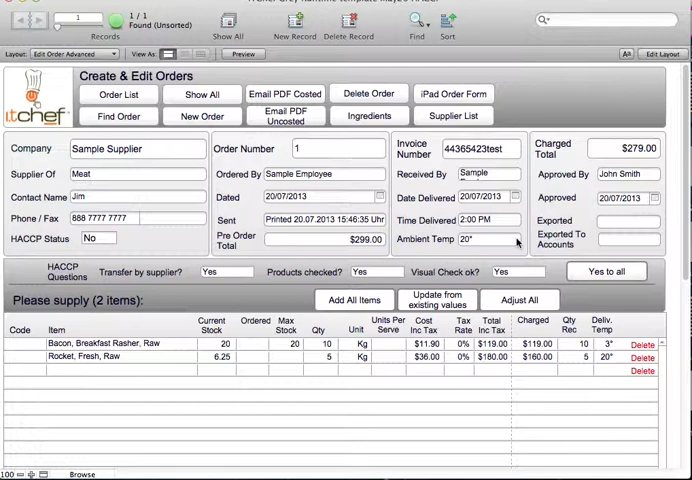 1
1 / 1
Found (Unsorted)
Records
Show All
New Record
Delete Record
Find
Sort
Layout: Edit Order Advanced
View As:
Preview
Aa
Edit Layout
i.t.chef
Create & Edit Orders
Order List
Show All
Email PDF Costed
Delete Order
iPad Order Form
Find Order
New Order
Email PDF Uncosted
Ingredients
Supplier List
Company Sample Supplier
Supplier Of Meat
Contact Name Jim
Phone / Fax 888 7777 7777
HACCP Status No
Order Number 1
Ordered By Sample Employee
Dated 20/07/2013
Sent Printed 20.07.2013 15:46:35 Uhr
Pre Order Total $299.00
Invoice Number 44365423test
Received By Sample
Date Delivered 20/07/2013
Time Delivered 2:00 PM
Ambient Temp 20°
Charged Total $279.00
Approved By John Smith
Approved 20/07/2013
Exported
Exported To Accounts
HACCP Questions
Transfer by supplier? Yes
Products checked? Yes
Visual Check ok? Yes
Yes to all
Please supply (2 items):
Add All Items
Update from existing values
Adjust All
Code Item Current Stock Ordered Max Stock Qty Unit Units Per Serve Cost Inc Tax Tax Rate Total Inc Tax Charged Qty Rec Deliv. Temp
Bacon, Breakfast Rasher, Raw 20 20 10 Kg $11.90 0% $119.00 $119.00 10 3° Delete
Rocket, Fresh, Raw 6.25 5 Kg $36.00 0% $180.00 $160.00 5 20° Delete
Delete
100
Browse